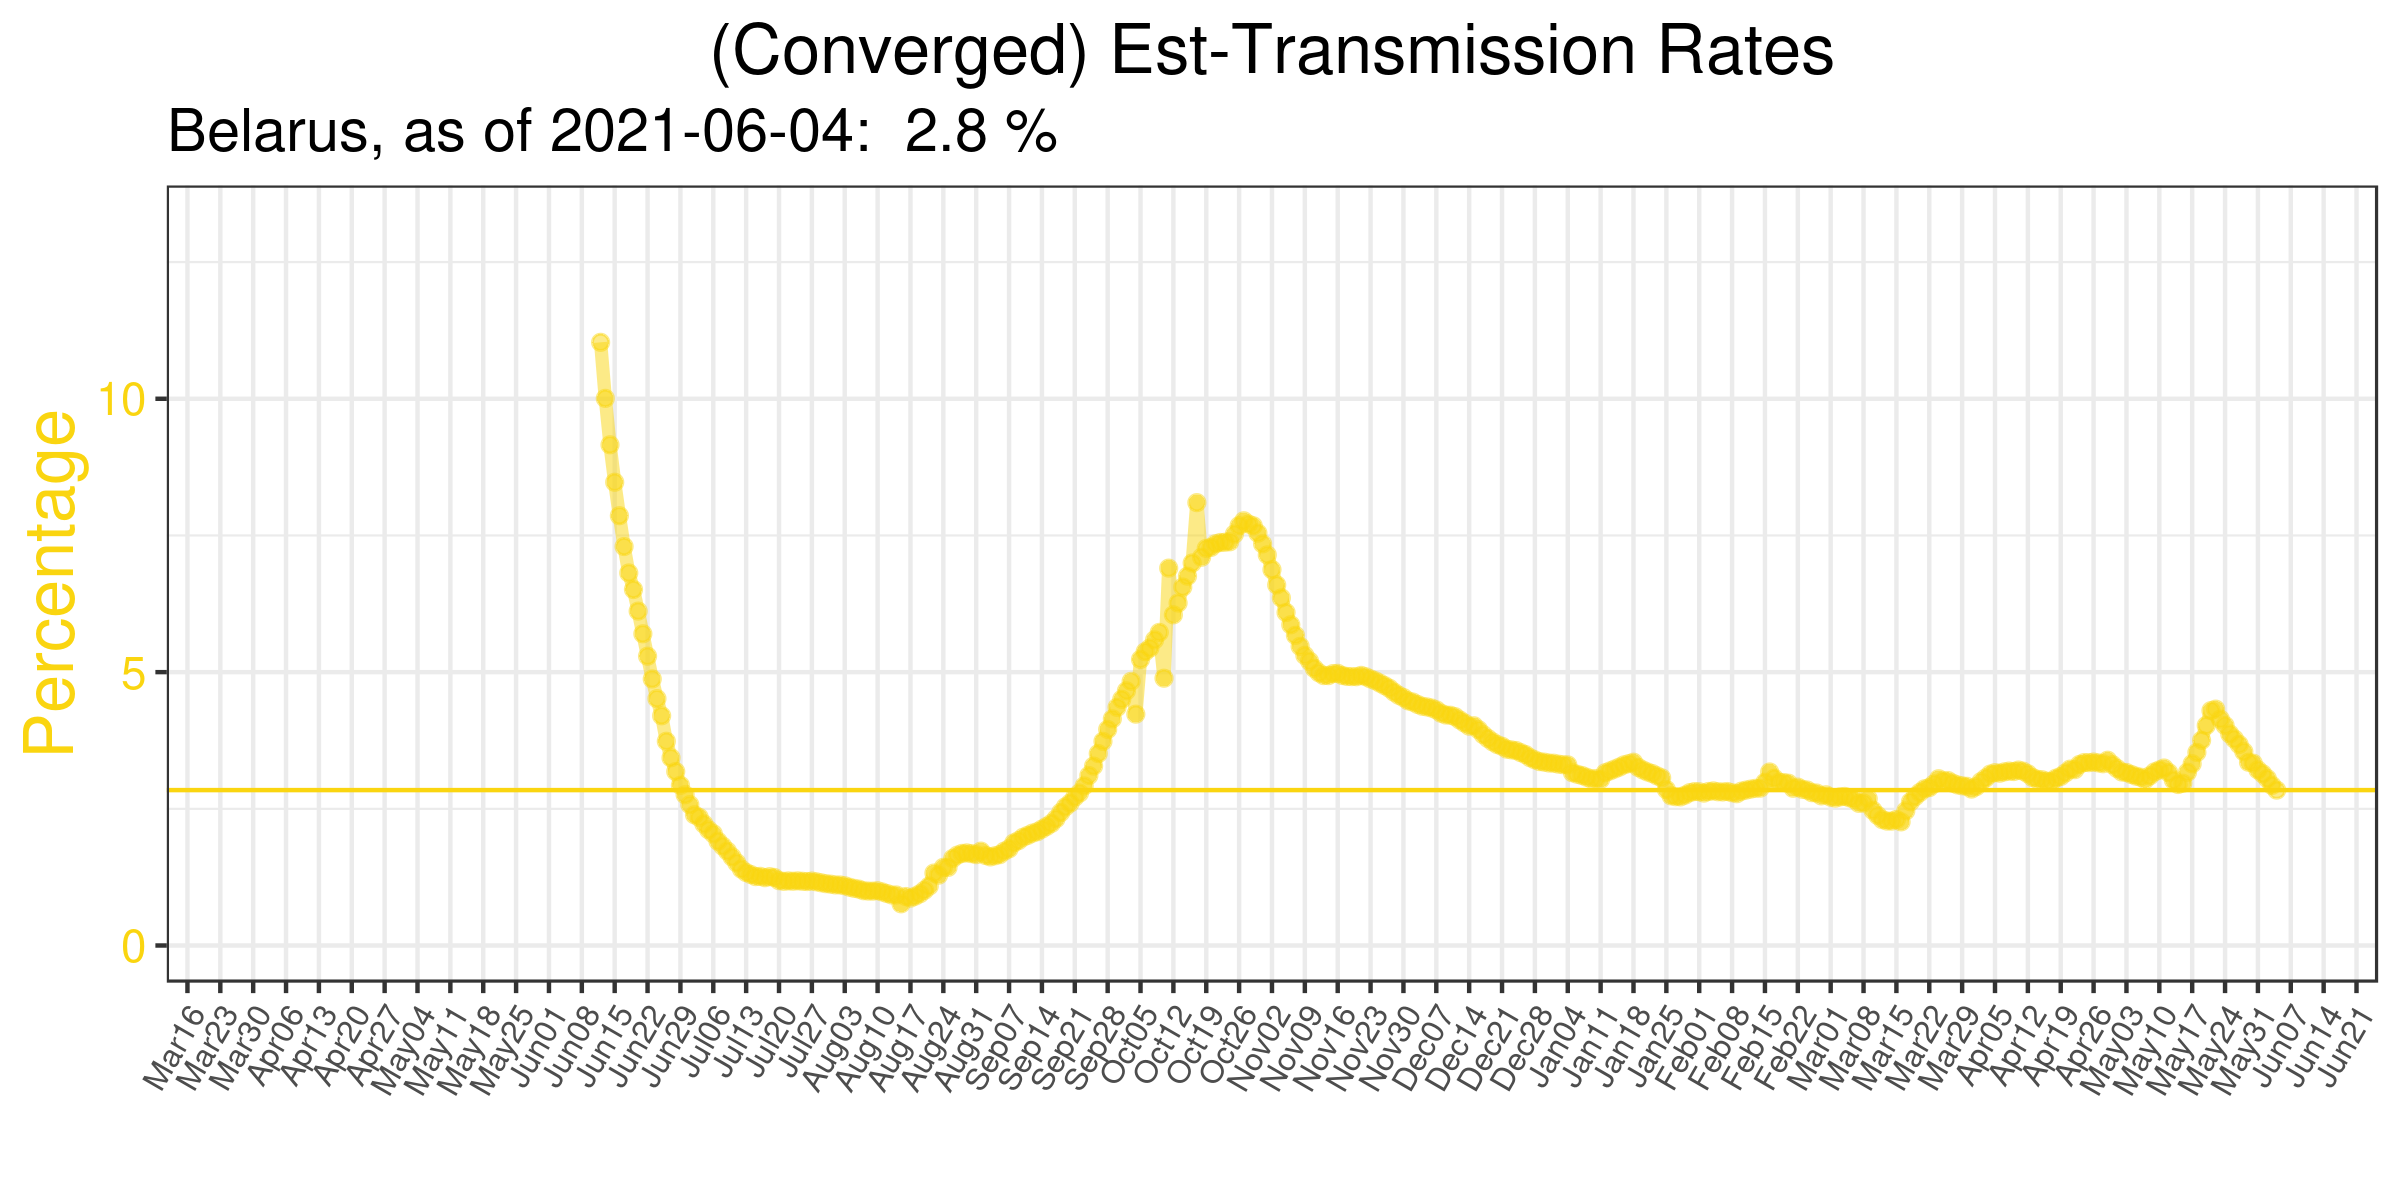 (Converged) Est-Transmission Rates
Belarus, as of 2021-06-04:  2.8 %
Percentage
10
5
0
Mar16
Mar23
Mar30
Apr06
Apr13
Apr20
Apr27
May04
May11
May18
May25
Jun01
Jun08
Jun15
Jun22
Jun29
Jul06
Jul13
Jul20
Jul27
Aug03
Aug10
Aug17
Aug24
Aug31
Sep07
Sep14
Sep21
Sep28
Oct05
Oct12
Oct19
Oct26
Nov02
Nov09
Nov16
Nov23
Nov30
Dec07
Dec14
Dec21
Dec28
Jan04
Jan11
Jan18
Jan25
Feb01
Feb08
Feb15
Feb22
Mar01
Mar08
Mar15
Mar22
Mar29
Apr05
Apr12
Apr19
Apr26
May03
May10
May17
May24
May31
Jun07
Jun14
Jun21